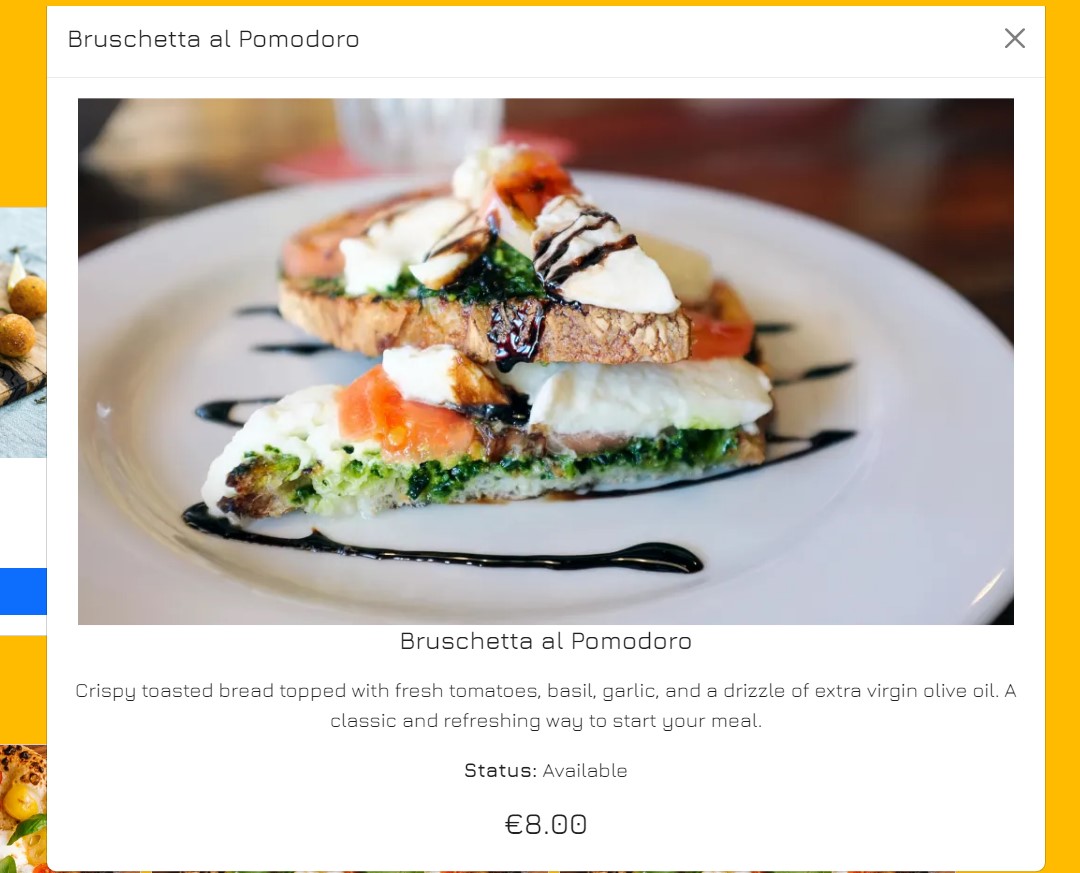 Bruschetta al Pomodoro
Bruschetta al Pomodoro
Crispy toasted bread topped with fresh tomatoes, basil, garlic, and a drizzle of extra virgin olive oil. A
classic and refreshing way to start your meal.
Status: Available
€8.00